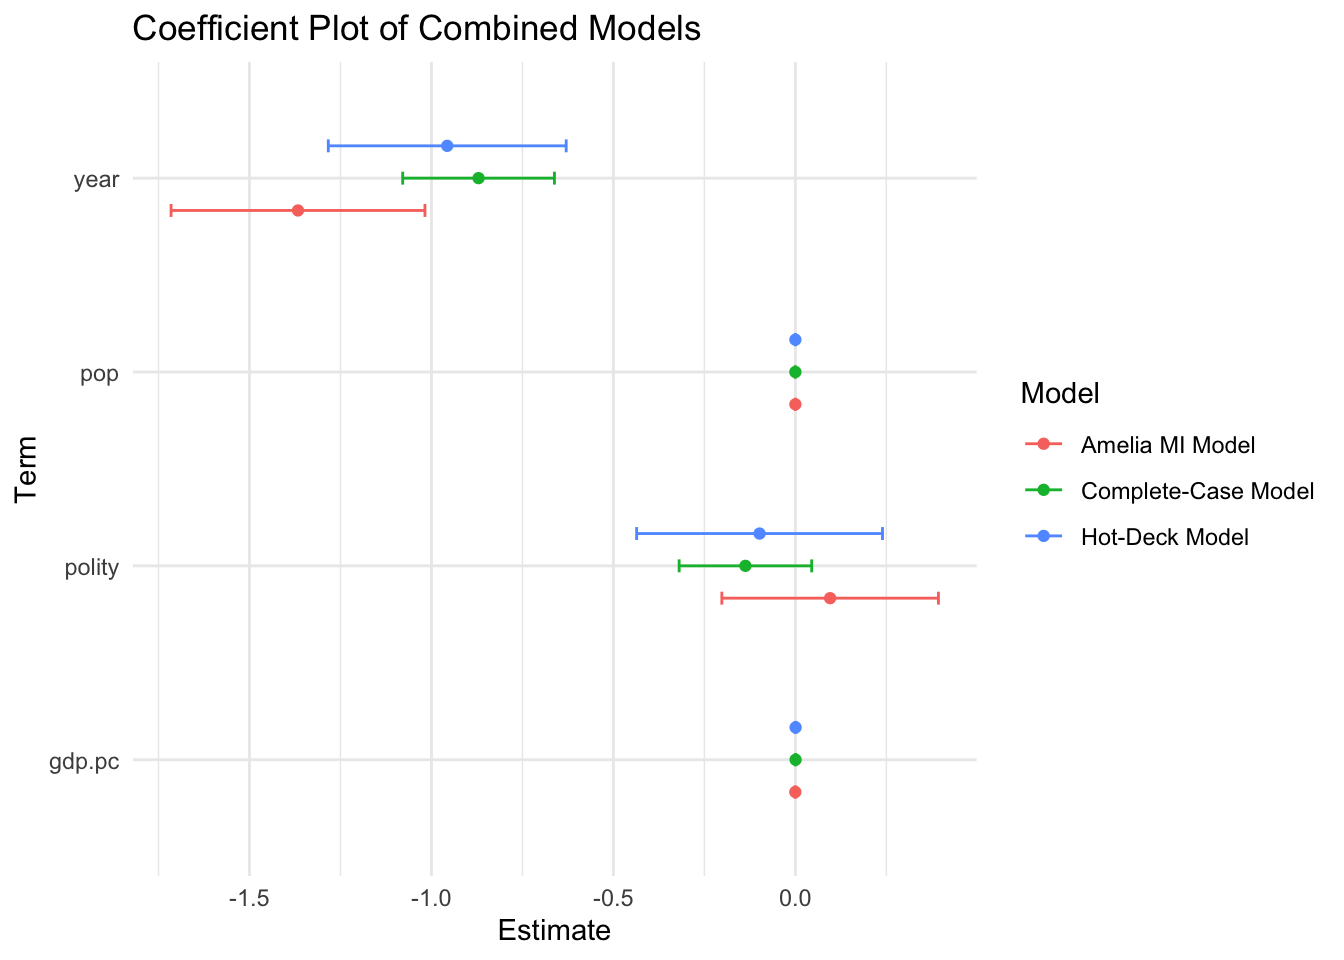 Coefficient Plot of Combined Models
year
pop
polity
gdp.pc
Term
-1.5
-1.0
-0.5
0.0
Estimate
Model
Amelia MI Model
Complete-Case Model
Hot-Deck Model